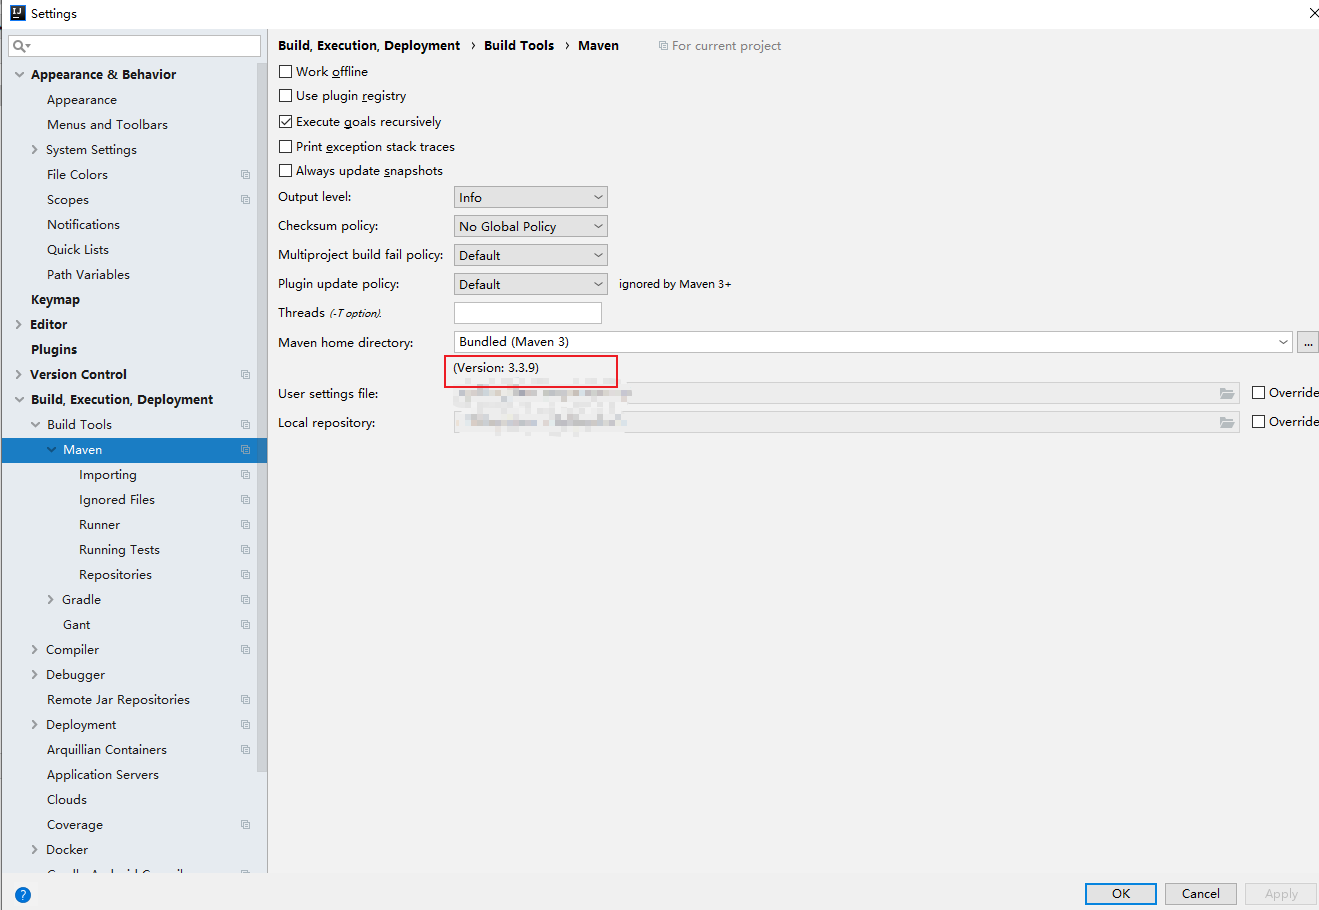 Settings
Build, Execution, Deployment › Build Tools › Maven For current project
Appearance & Behavior
Appearance
Menus and Toolbars
System Settings
File Colors
Scopes
Notifications
Quick Lists
Path Variables
Keymap
Editor
Plugins
Version Control
Build, Execution, Deployment
Build Tools
Maven
Importing
Ignored Files
Runner
Running Tests
Repositories
Gradle
Gant
Compiler
Debugger
Remote Jar Repositories
Deployment
Arquillian Containers
Application Servers
Clouds
Coverage
Docker
Work offline
Use plugin registry
Execute goals recursively
Print exception stack traces
Always update snapshots
Output level: Info
Checksum policy: No Global Policy
Multiproject build fail policy: Default
Plugin update policy: Default ignored by Maven 3+
Threads (-T option).
Maven home directory: Bundled (Maven 3) ...
(Version: 3.3.9)
User settings file: Override
Local repository: Override
? OK Cancel Apply